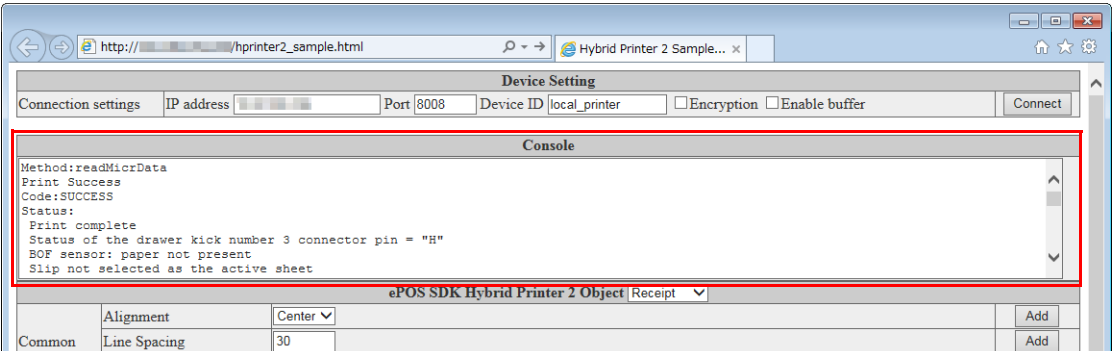 http:// /hprinter2_sample.html
Hybrid Printer 2 Sample...
Device Setting
Connection settings IP address Port 8008 Device ID local_printer Encryption Enable buffer Connect
Console
Method:readMicrData
Print Success
Code:SUCCESS
Status:
Print complete
Status of the drawer kick number 3 connector pin = "H"
BOF sensor: paper not present
Slip not selected as the active sheet
ePOS SDK Hybrid Printer 2 Object Receipt
Alignment Center Add
Common Line Spacing 30 Add